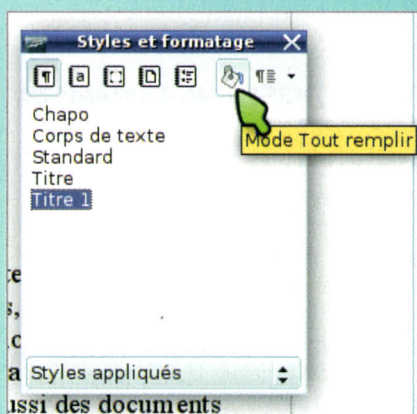 Styles et formatage
Chapo
Corps de texte
Mode Tout remplir
Standard
Titre
Titre 1
te
s,
Styles appliqués
ussi des documents